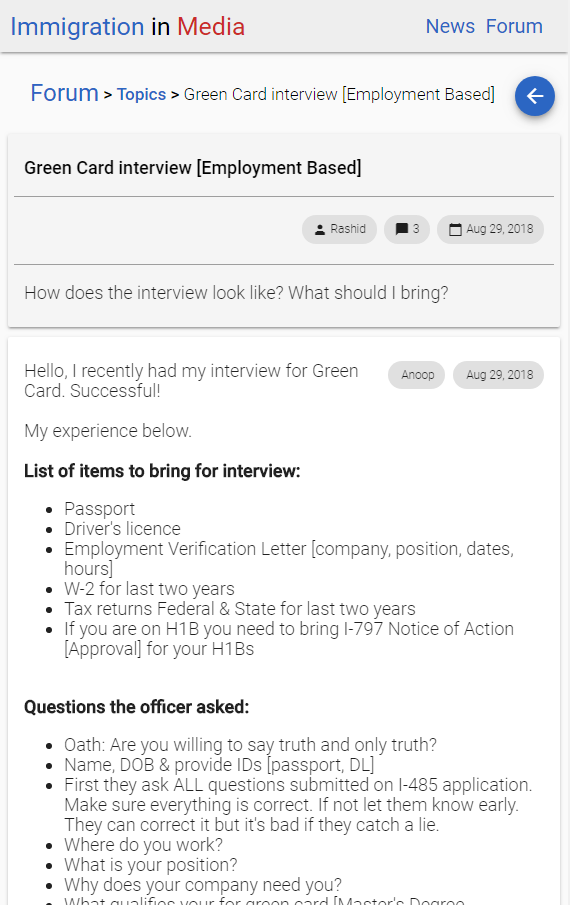 Immigration in Media
News Forum
Forum > Topics > Green Card interview [Employment Based]
Green Card interview [Employment Based]
Rashid 3 Aug 29, 2018
How does the interview look like? What should I bring?
Hello, I recently had my interview for Green
Card. Successful!
Anoop Aug 29, 2018
My experience below.
List of items to bring for interview:
• Passport
• Driver's licence
• Employment Verification Letter [company, position, dates,
hours]
• W-2 for last two years
• Tax returns Federal & State for last two years
• If you are on H1B you need to bring I-797 Notice of Action
[Approval] for your H1Bs
Questions the officer asked:
• Oath: Are you willing to say truth and only truth?
• Name, DOB & provide IDs [passport, DL]
• First they ask ALL questions submitted on I-485 application.
Make sure everything is correct. If not let them know early.
They can correct it but it's bad if they catch a lie.
• Where do you work?
• What is your position?
• Why does your company need you?
• What qualifies your for green card [Master's Degree